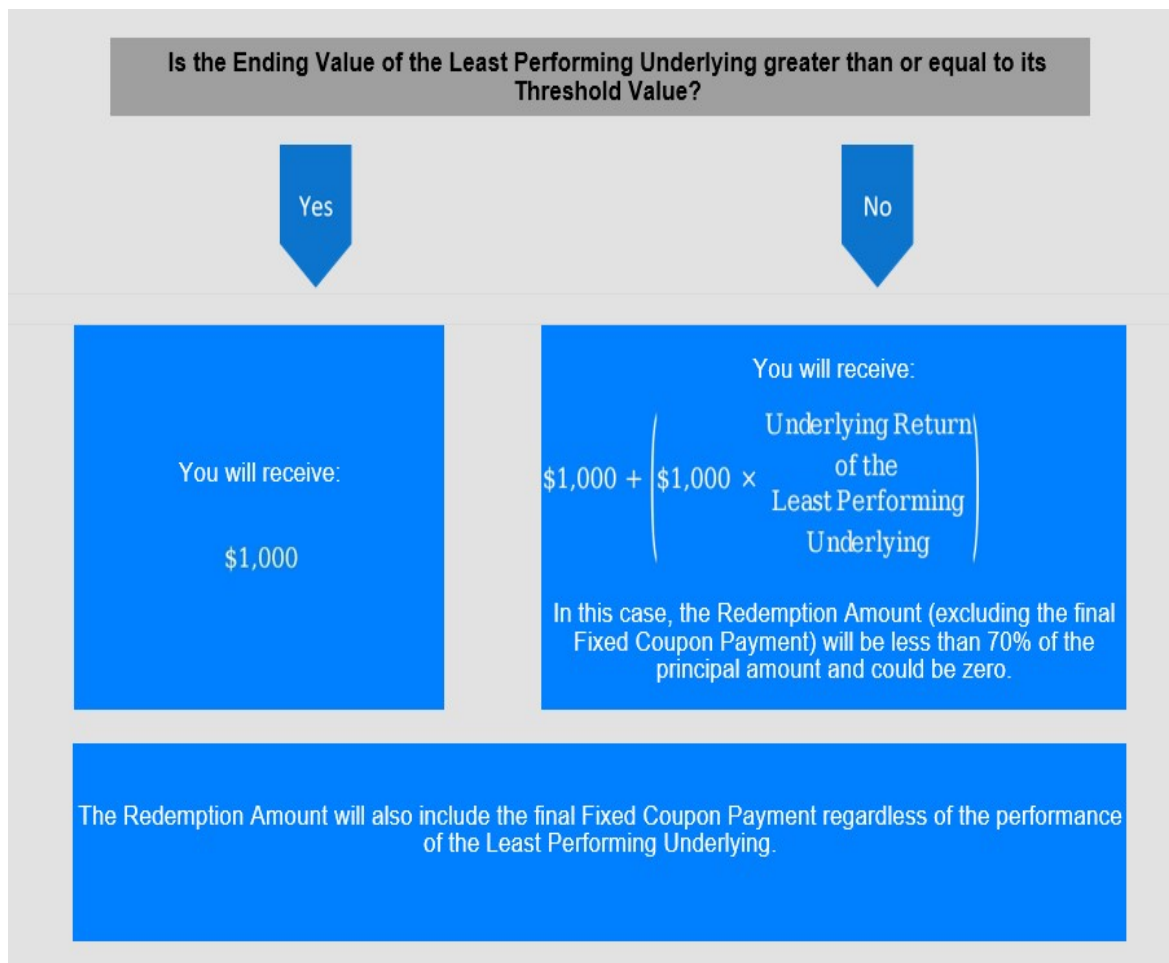 Is the Ending Value of the Least Performing Underlying greater than or equal to its
Threshold Value?
Yes
No
You will receive:
$1,000
You will receive:
$1,000 + ($1,000 × Underlying Return
of the
Least Performing
Underlying)
In this case, the Redemption Amount (excluding the final
Fixed Coupon Payment) will be less than 70% of the
principal amount and could be zero.
The Redemption Amount will also include the final Fixed Coupon Payment regardless of the performance
of the Least Performing Underlying.